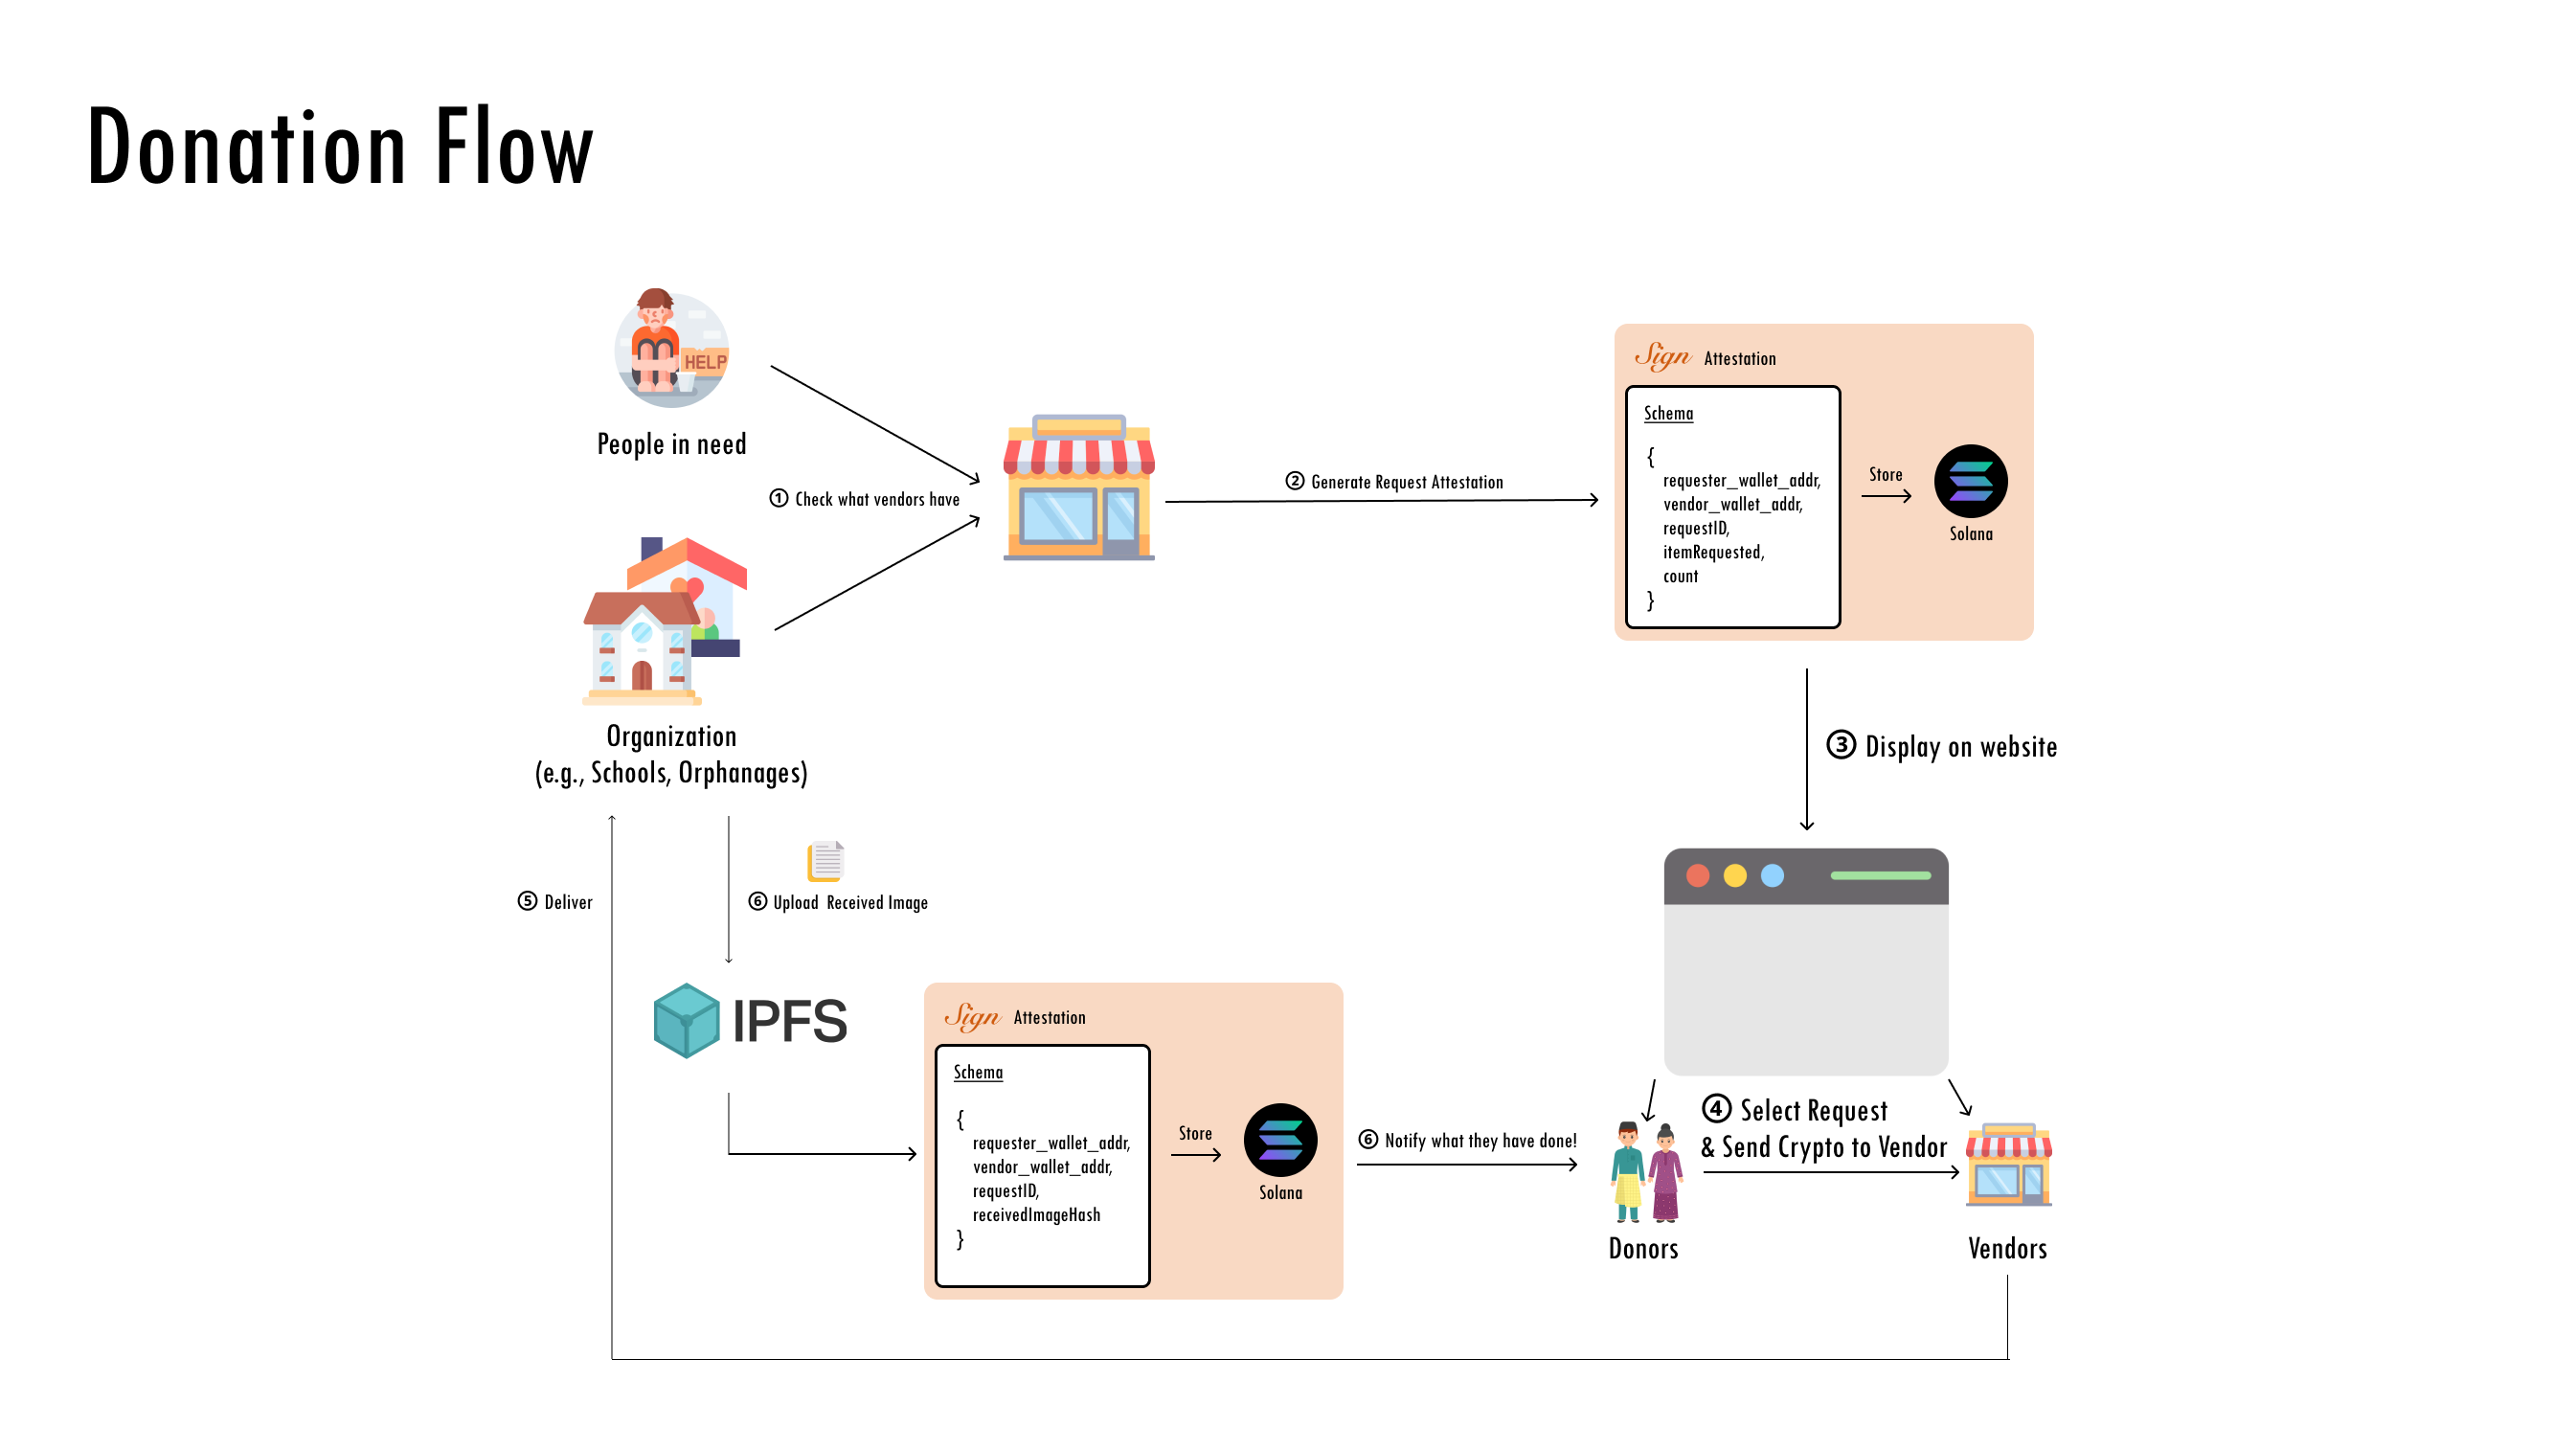 Donation Flow
HELP
People in need
① Check what vendors have
Organization
(e.g., Schools, Orphanages)
② Generate Request Attestation
Sign Attestation
Schema
{
requester_wallet_addr,
vendor_wallet_addr,
requestID,
itemRequested,
count
}
Store
Solana
③ Display on website
⑤ Deliver
⑥ Upload Received Image
IPFS
Sign Attestation
Schema
{
requester_wallet_addr,
vendor_wallet_addr,
requestID,
receivedImageHash
}
Store
Solana
⑥ Notify what they have done!
④ Select Request
& Send Crypto to Vendor
Donors
Vendors